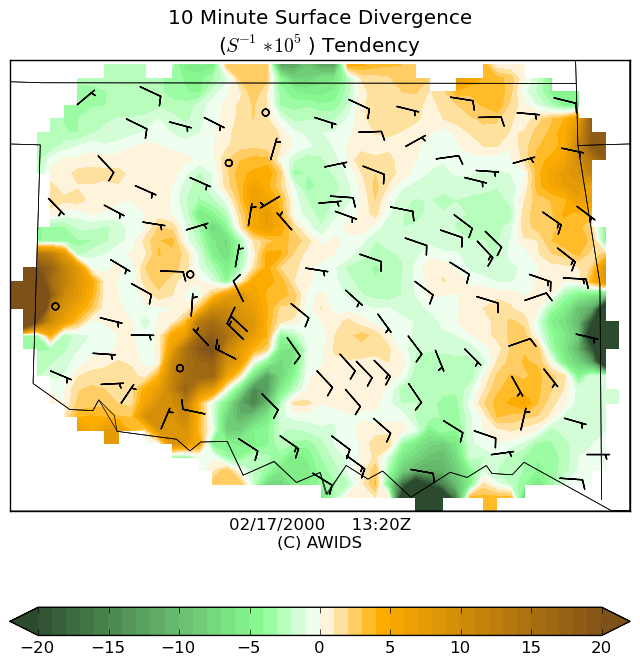 10 Minute Surface Divergence
(S⁻¹ * 10⁵ ) Tendency
02/17/2000 13:20Z
(C) AWIDS
−20 −15 −10 −5 0 5 10 15 20